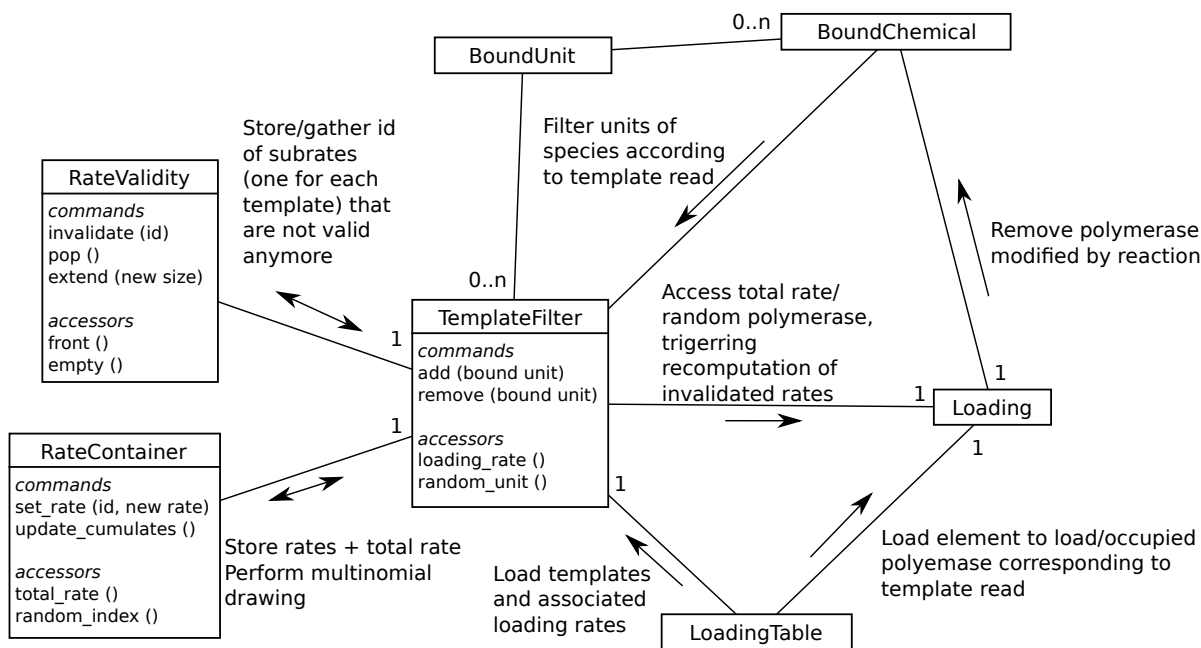 BoundUnit
0..n
BoundChemical
Store/gather id
of subrates
(one for each
template) that
are not valid
anymore
Filter units of
species according
to template read
RateValidity
commands
invalidate (id)
pop ()
extend (new size)
accessors
front ()
empty ()
Remove polymerase
modified by reaction
0..n
1
TemplateFilter
commands
add (bound unit)
remove (bound unit)
accessors
loading_rate ()
random_unit ()
Access total rate/
random polymerase,
trigerring
recomputation of
invalidated rates
1
1
Loading
1
1
RateContainer
commands
set_rate (id, new rate)
update_cumulates ()
accessors
total_rate ()
random_index ()
1
Store rates + total rate
Perform multinomial
drawing
Load templates
and associated
loading rates
Load element to load/occupied
polyemase corresponding to
template read
LoadingTable